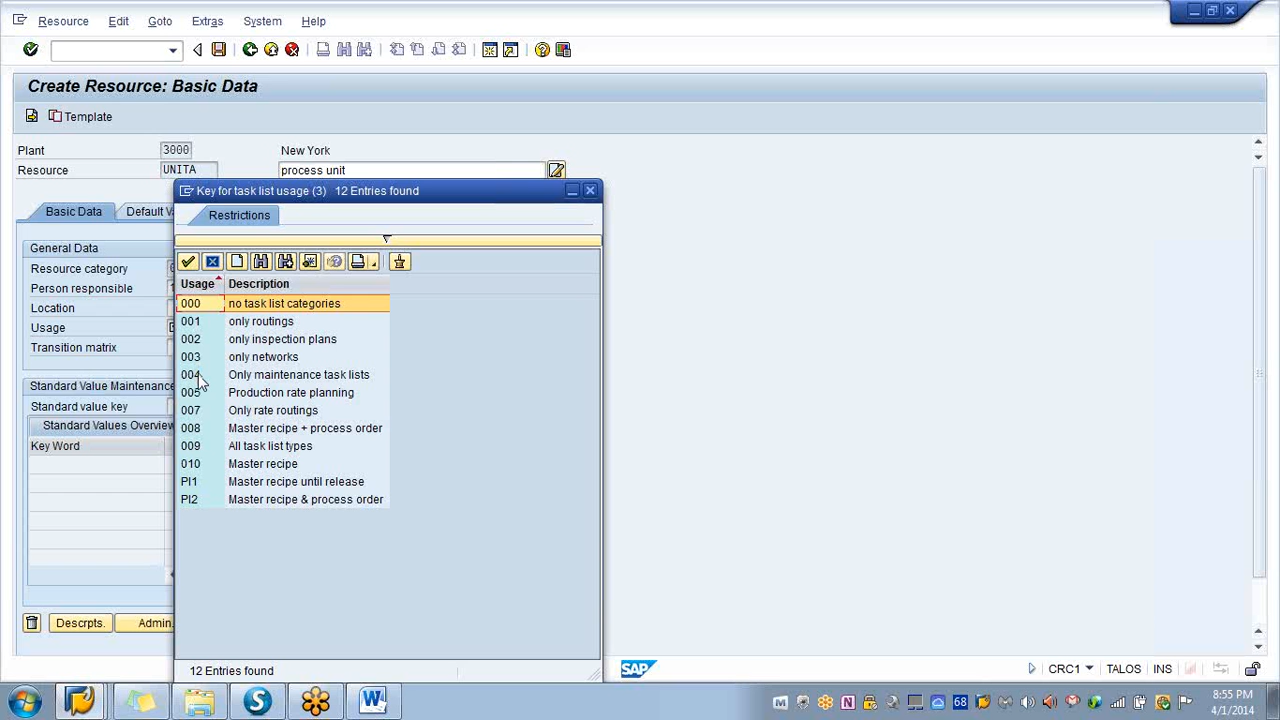 Resource Edit Goto Extras System Help
Create Resource: Basic Data
Template
Plant 3000 New York
Resource UNITA process unit
Key for task list usage (3) 12 Entries found
Basic Data Default Va
Restrictions
General Data
Resource category
Person responsible
Location
Usage
Transition matrix
Standard Value Maintenance
Standard value key
Standard Values Overview
Key Word
Usage Description
000 no task list categories
001 only routings
002 only inspection plans
003 only networks
004 Only maintenance task lists
005 Production rate planning
007 Only rate routings
008 Master recipe + process order
009 All task list types
010 Master recipe
PI1 Master recipe until release
PI2 Master recipe & process order
Descrpts. Admin.
12 Entries found
SAP CRC1 TALOS INS
68 8:55 PM
4/1/2014